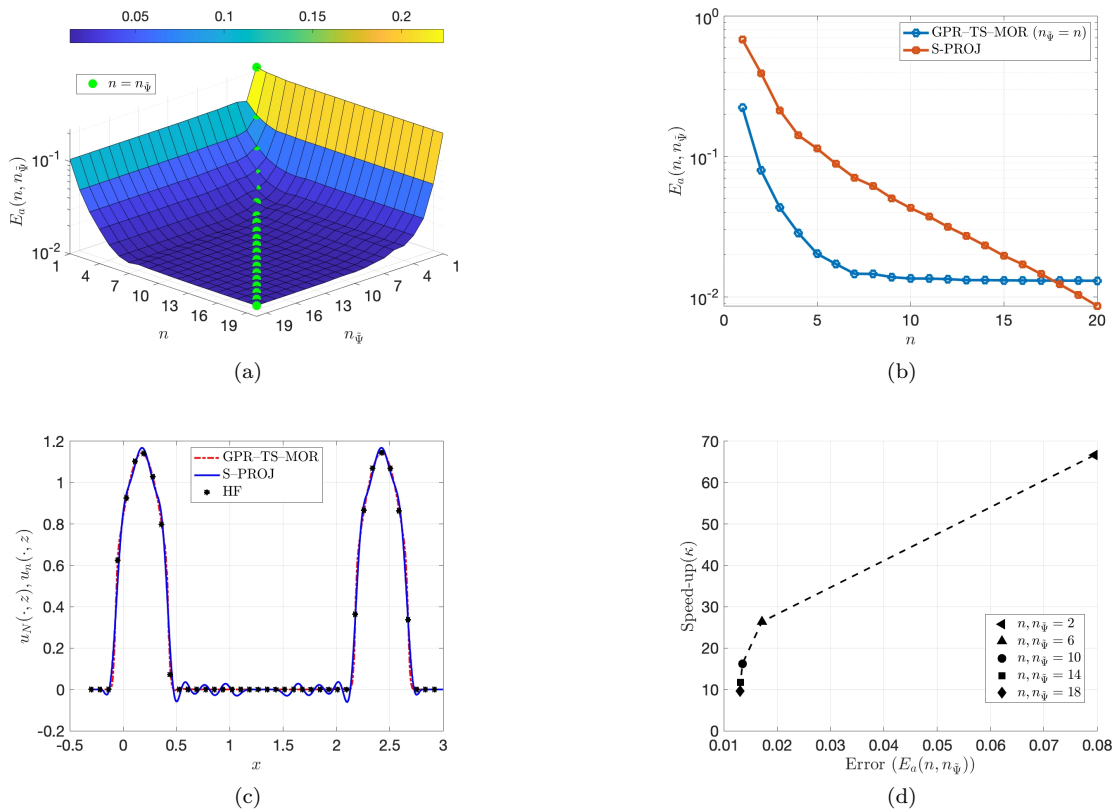 0.05 0.1 0.15 0.2
n = n_Ψ̃
E_a(n, n_Ψ̃)
10^-1
10^-2
1 4 7 10 13 16 19
n
19 16 13 10 7 4 1
n_Ψ̃
(a)
10^0
10^-1
10^-2
E_a(n, n_Ψ̃)
GPR–TS–MOR (n_Ψ̃ = n)
S–PROJ
0 5 10 15 20
n
(b)
1.2
1
0.8
0.6
0.4
0.2
0
-0.2
u_N(·, z), u_n(·, z)
GPR–TS–MOR
S–PROJ
HF
-0.5 0 0.5 1 1.5 2 2.5 3
x
(c)
70
60
50
40
30
20
10
0
Speed-up(κ)
n, n_Ψ̃ = 2
n, n_Ψ̃ = 6
n, n_Ψ̃ = 10
n, n_Ψ̃ = 14
n, n_Ψ̃ = 18
0.01 0.02 0.03 0.04 0.05 0.06 0.07 0.08
Error (E_a(n, n_Ψ̃))
(d)